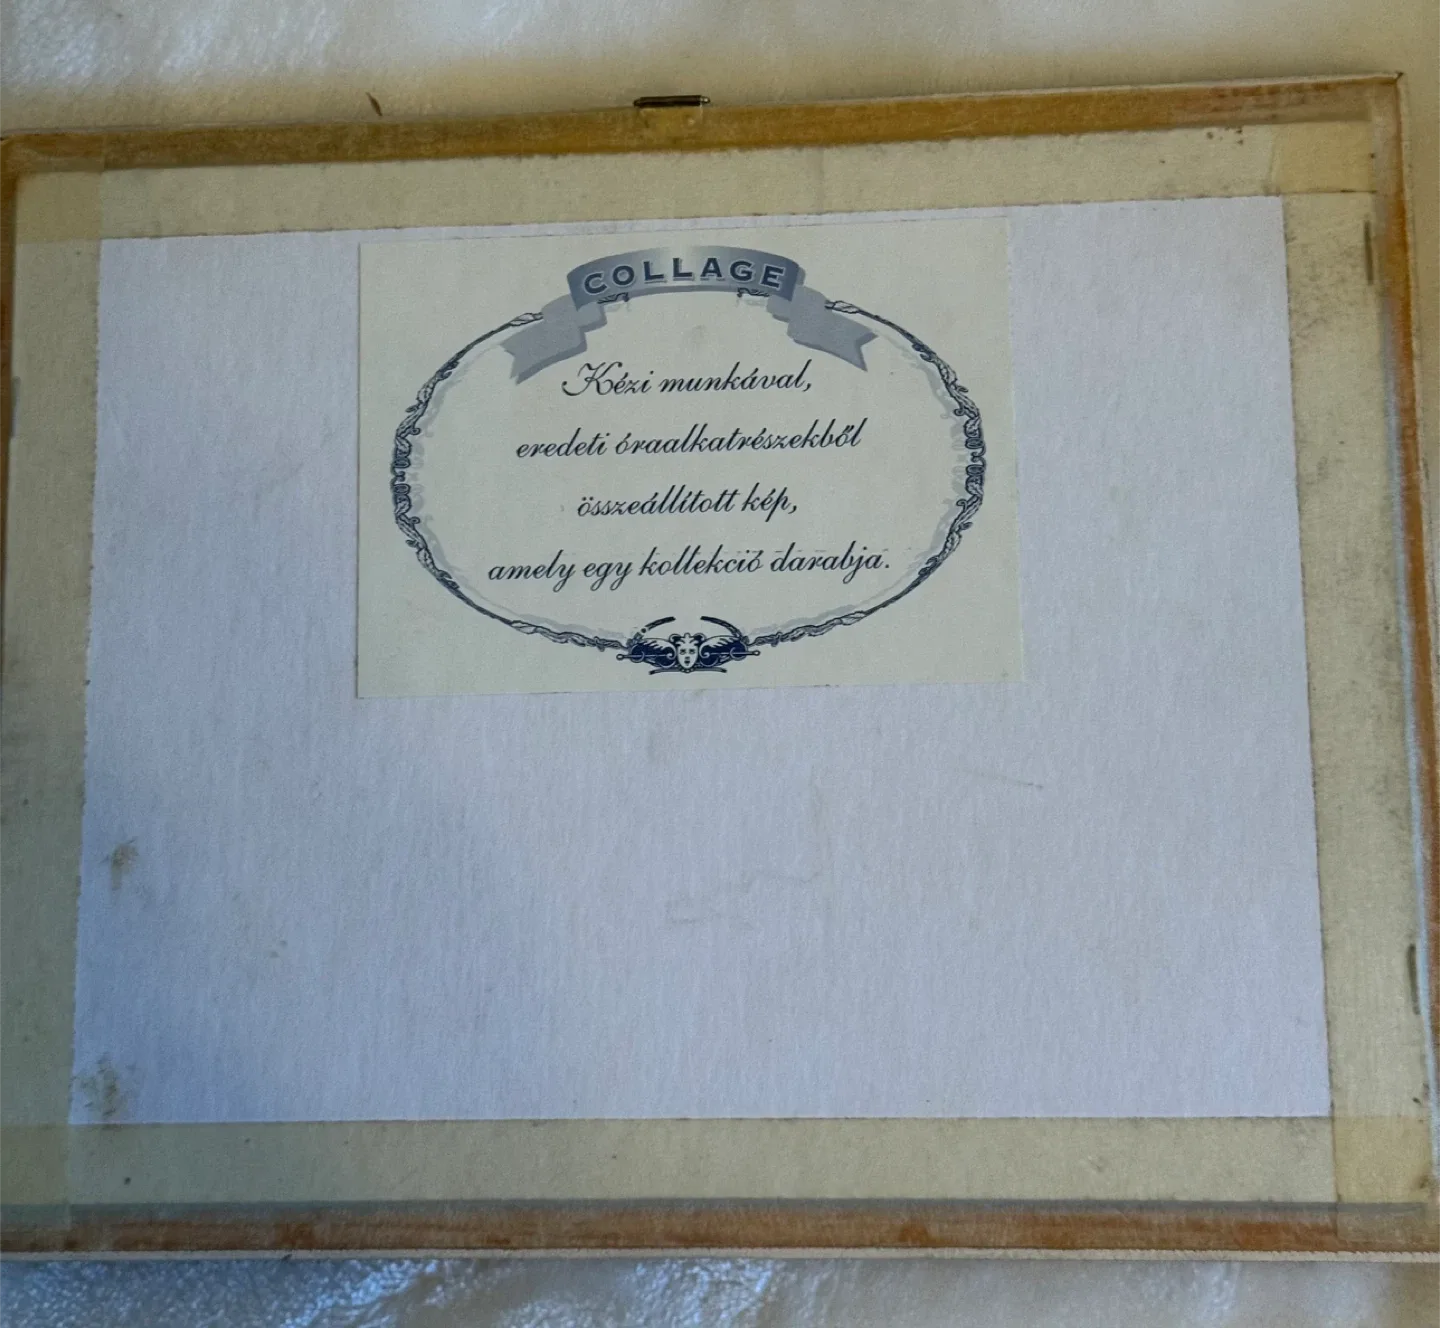 COLLAGE
Kézi munkával,
eredeti óraalkatrészekből
összeállított kép,
amely egy kollekció darabja.